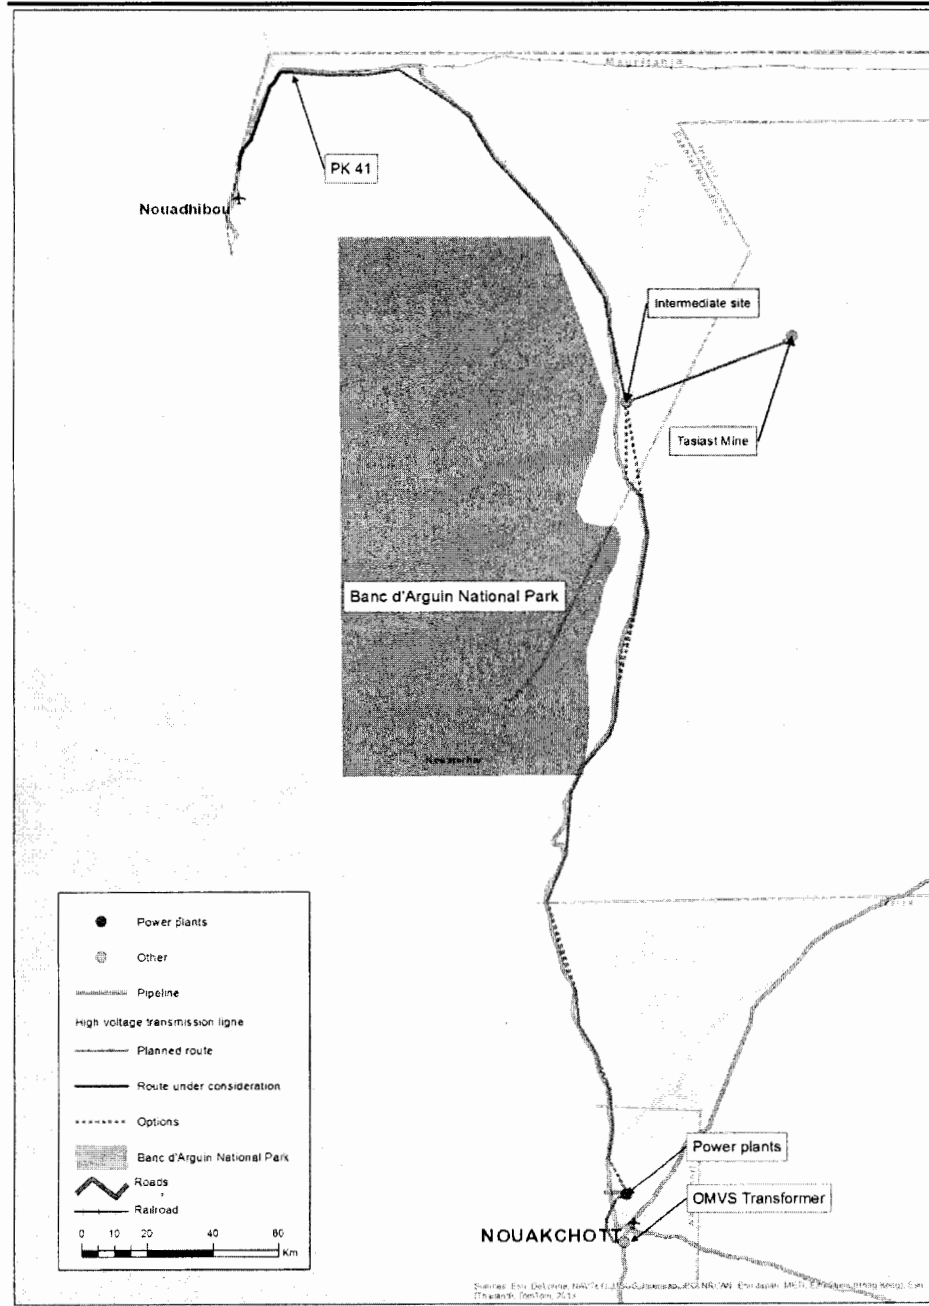 Mauritania
PK 41
Nouadhibou
Intermediate site
Tasiast Mine
Banc d'Arguin National Park
Power plants
Other
Pipeline
High voltage transmission ligne
Planned route
Route under consideration
Options
Banc d'Arguin National Park
Roads
Railroad
0 5 10 20 40 60
Km
Power plants
OMVS Transformer
NOUAKCHOTT